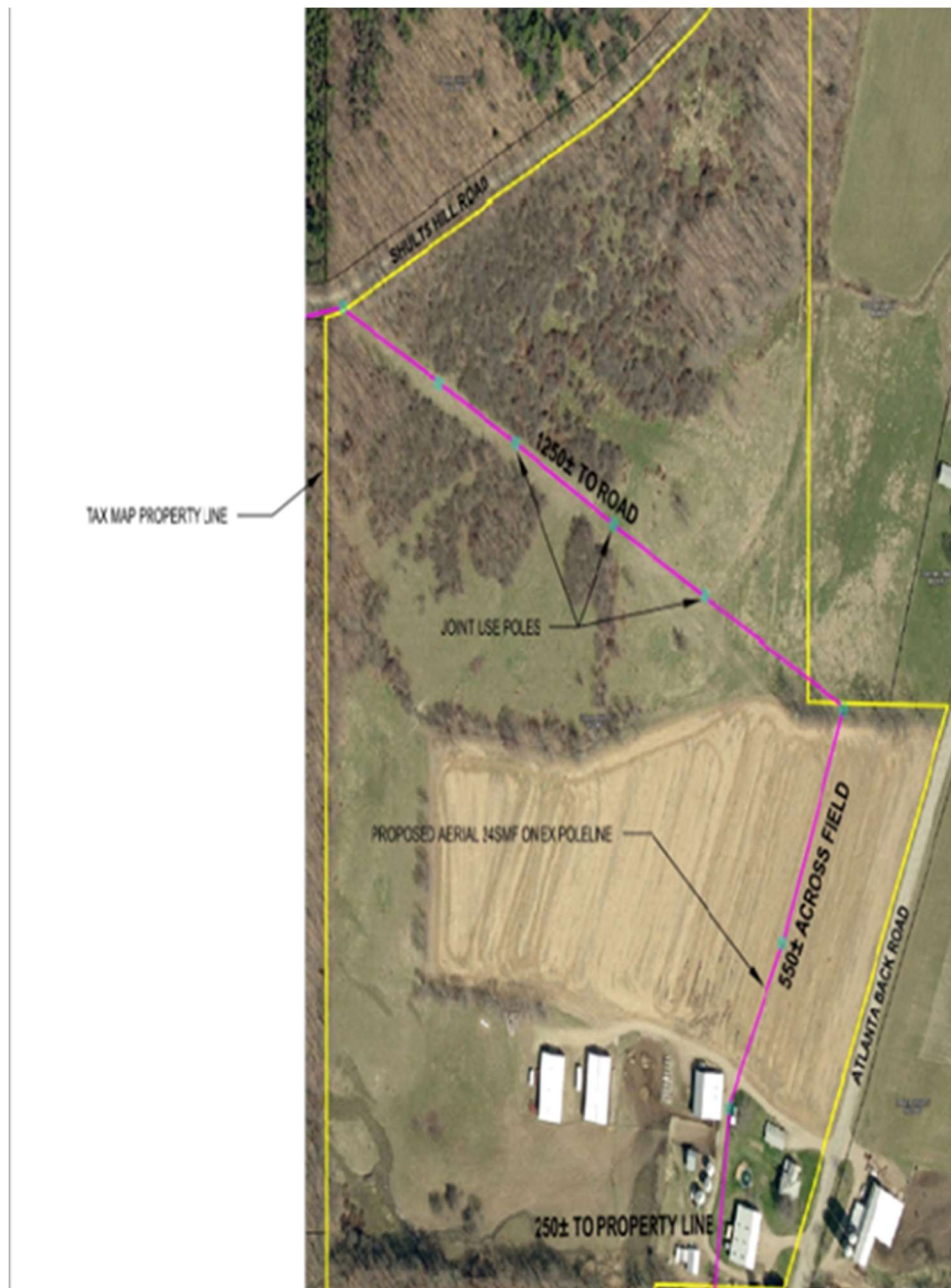 SHULTS HILL ROAD
1250± TO ROAD
TAX MAP PROPERTY LINE
JOINT USE POLES
PROPOSED AERIAL 24SMF ON EX POLELINE
550± ACROSS FIELD
ATLANTA BACK ROAD
250± TO PROPERTY LINE